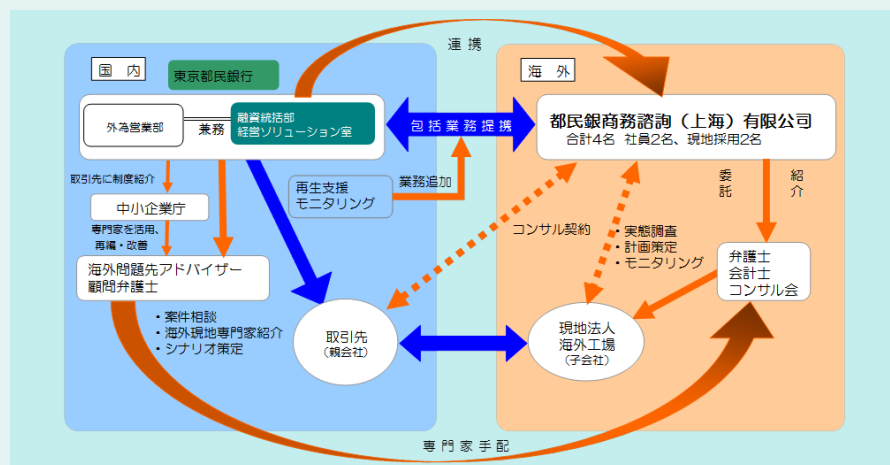 連携
国内
東京都民銀行
海外
外為営業部
兼務
融資統括部
経営ソリューション室
包括業務提携
都民銀商務諮詢（上海）有限公司
合計4名 社員2名、現地採用2名
取引先に制度紹介
再生支援
モニタリング
業務追加
委託
紹介
中小企業庁
専門家を活用、
再編・改善
コンサル契約
・実態調査
・計画策定
・モニタリング
海外問題先アドバイザー
顧問弁護士
弁護士
会計士
コンサル会
・案件相談
・海外現地専門家紹介
・シナリオ策定
取引先
（親会社）
現地法人
海外工場
（子会社）
専門家手配